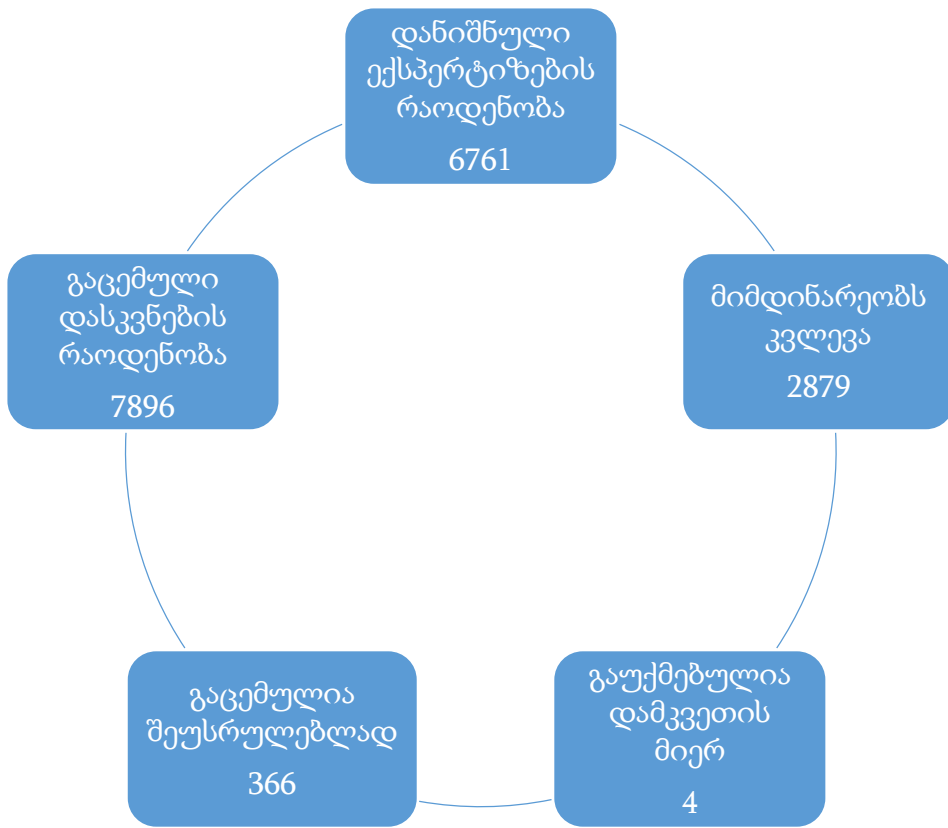 დანიშნული
ექსპერტიზების
რაოდენობა
6761
მიმდინარეობს
კვლევა
2879
გაუქმებულია
დამკვეთის
მიერ
4
გაცემულია
შეუსრულებლად
366
გაცემული
დასკვნების
რაოდენობა
7896